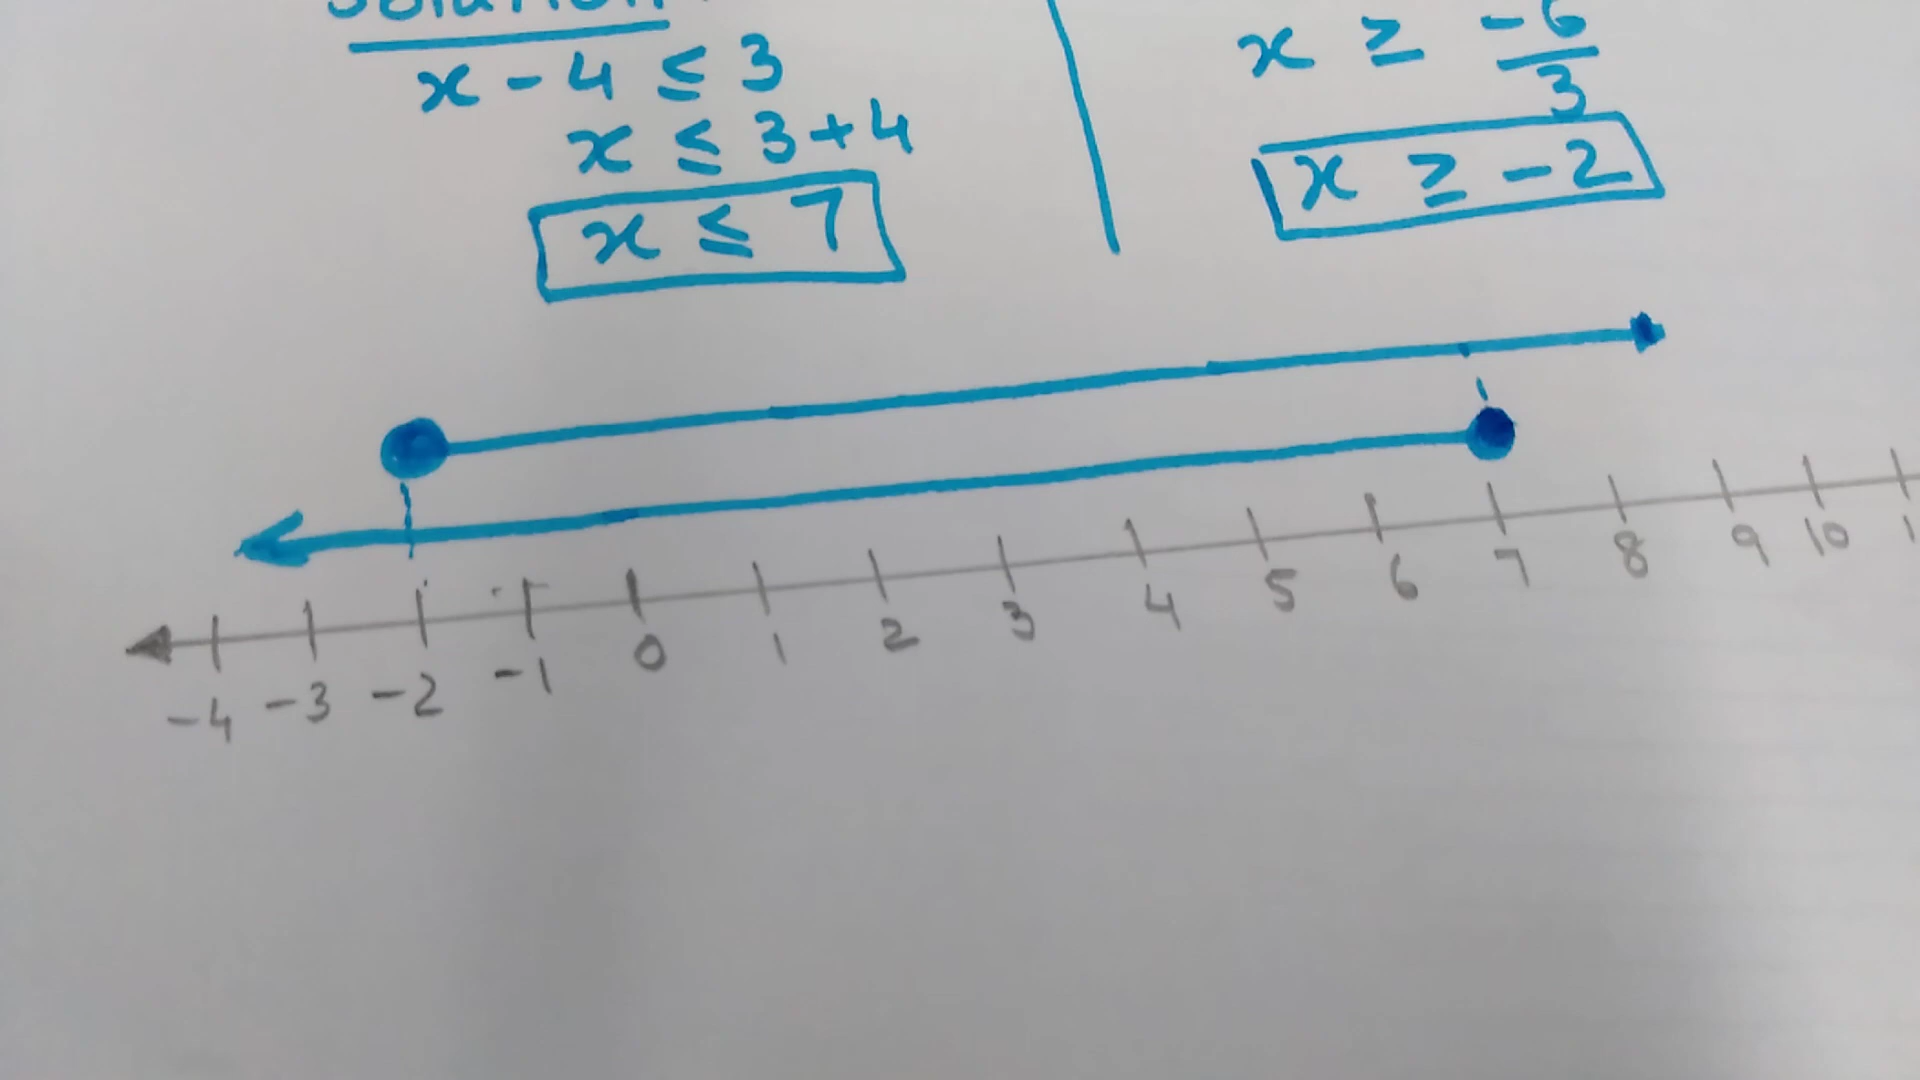 Solution
x - 4 ≤ 3
x ≤ 3 + 4
x ≤ 7
x ≥ -6/3
x ≥ -2
-4 -3 -2 -1 0 1 2 3 4 5 6 7 8 9 10